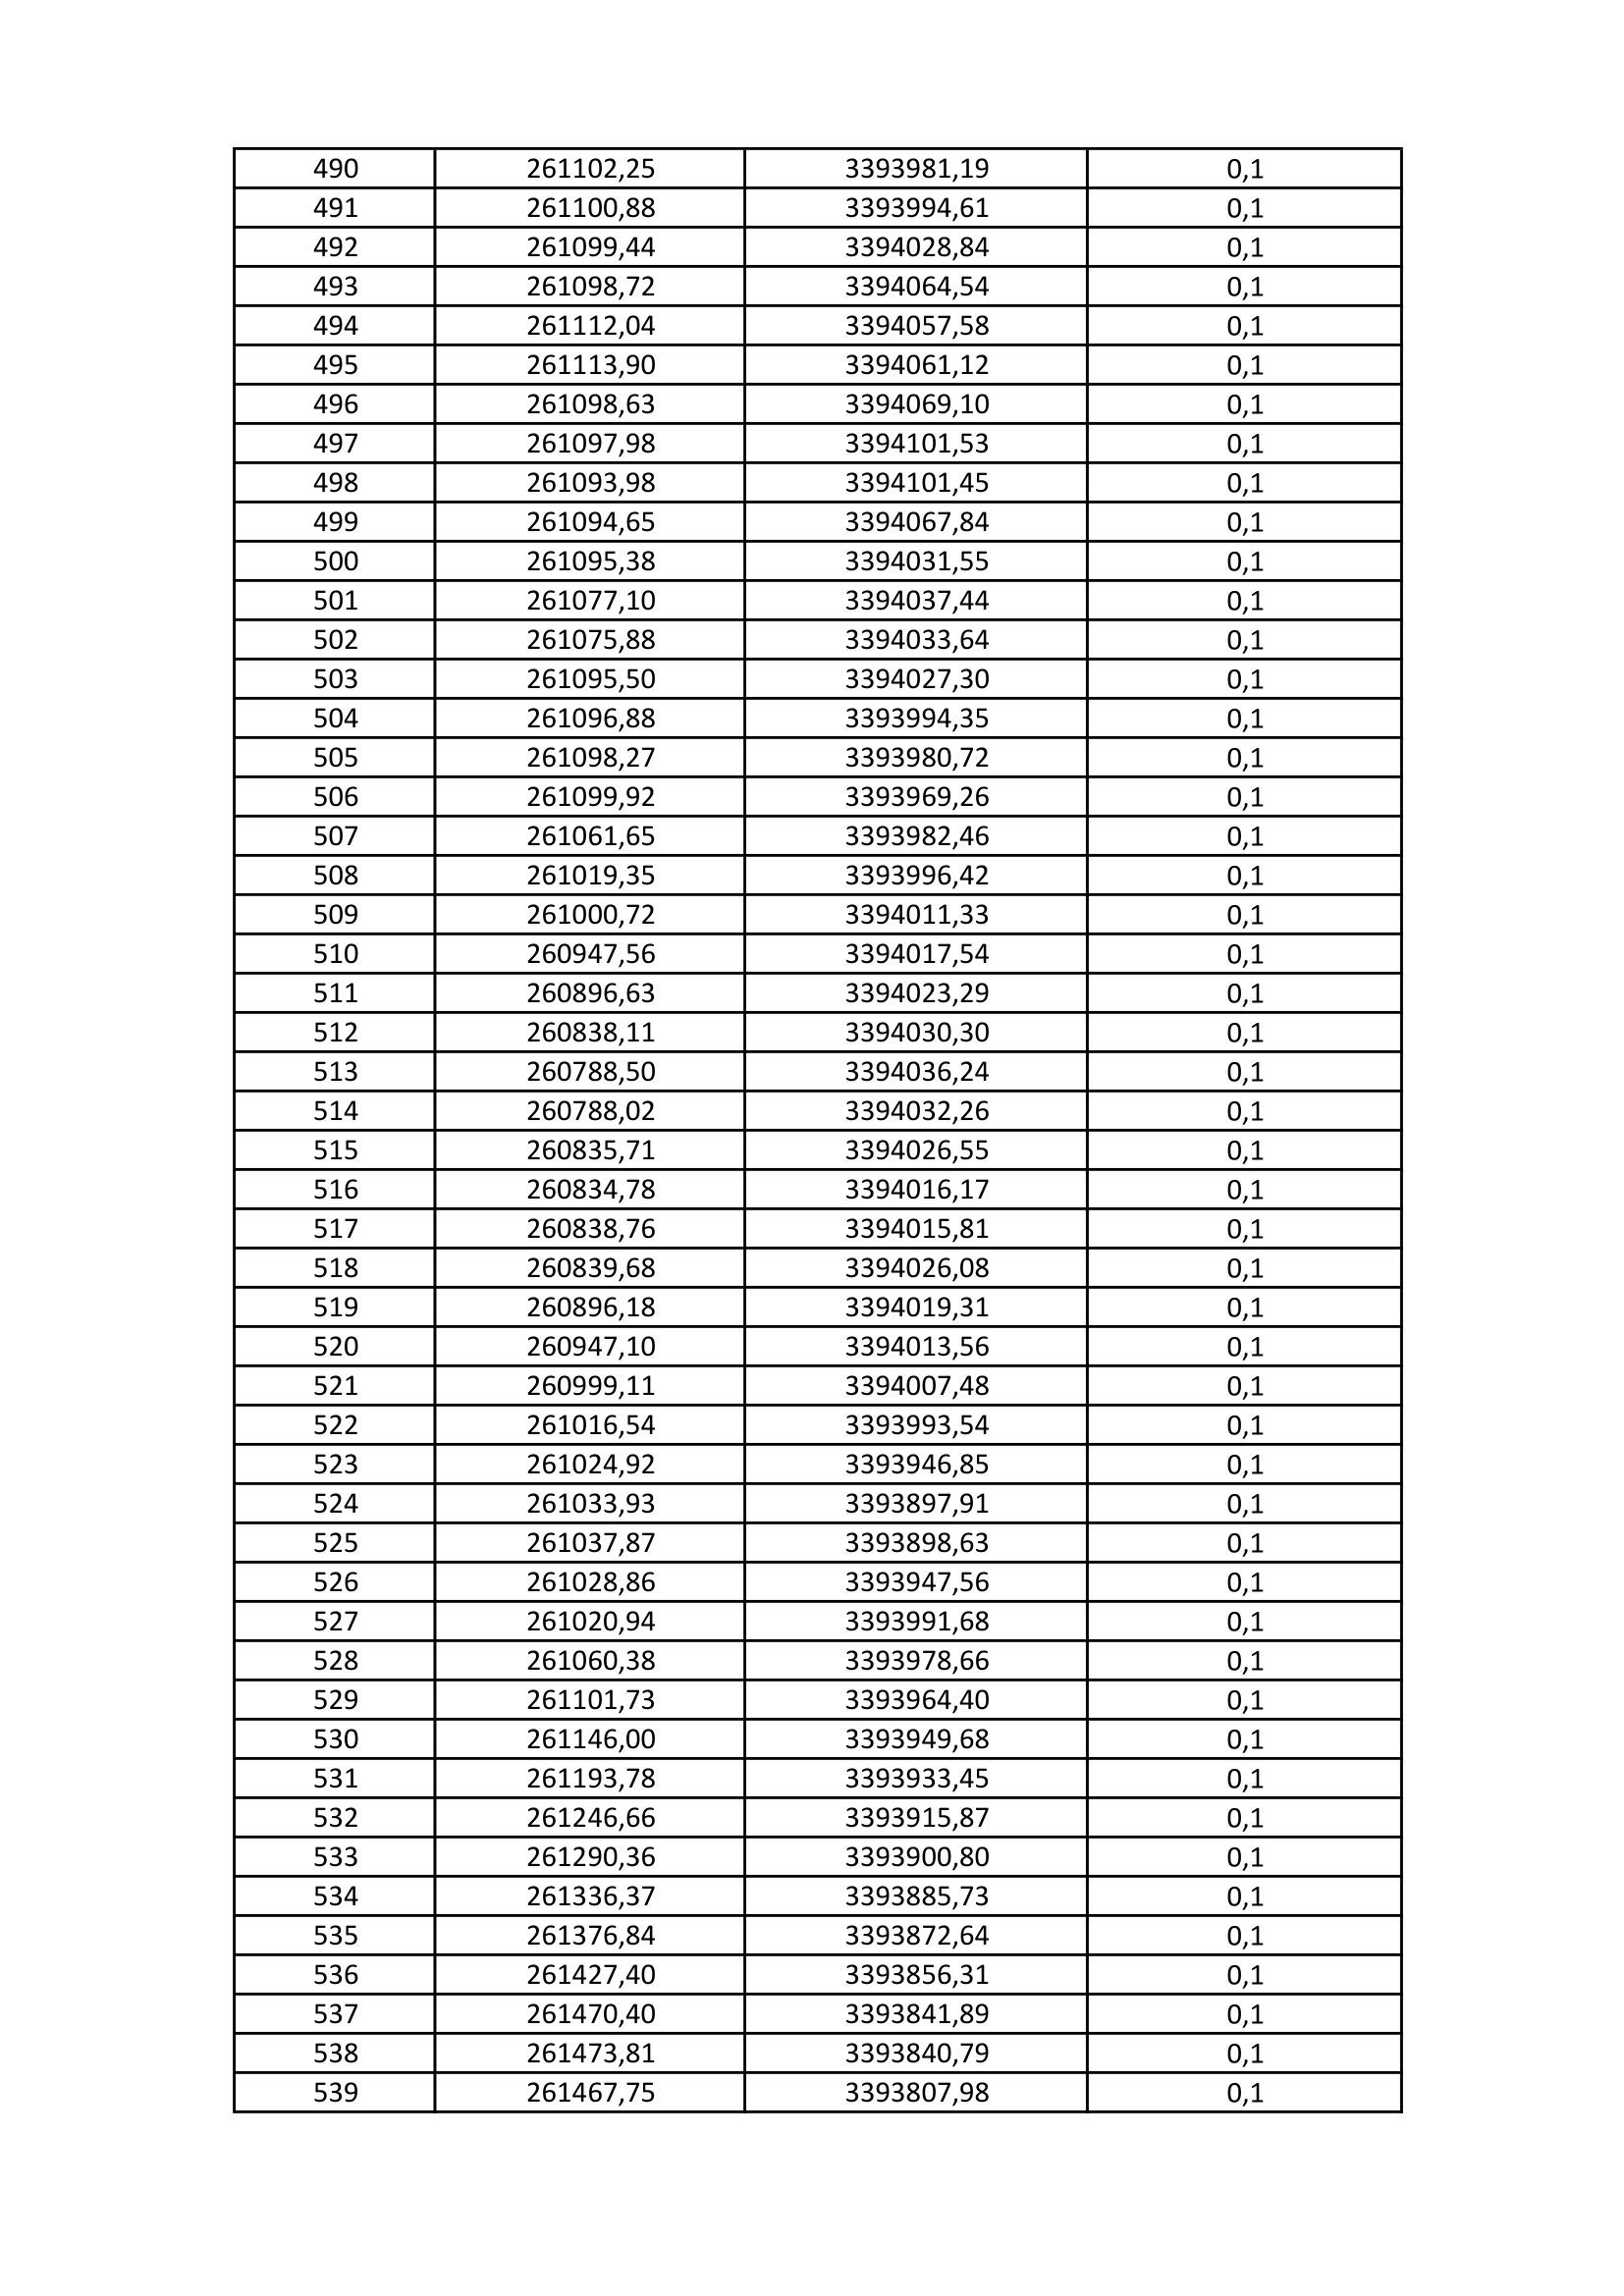 490 261102,25 3393981,19 0,1
491 261100,88 3393994,61 0,1
492 261099,44 3394028,84 0,1
493 261098,72 3394064,54 0,1
494 261112,04 3394057,58 0,1
495 261113,90 3394061,12 0,1
496 261098,63 3394069,10 0,1
497 261097,98 3394101,53 0,1
498 261093,98 3394101,45 0,1
499 261094,65 3394067,84 0,1
500 261095,38 3394031,55 0,1
501 261077,10 3394037,44 0,1
502 261075,88 3394033,64 0,1
503 261095,50 3394027,30 0,1
504 261096,88 3393994,35 0,1
505 261098,27 3393980,72 0,1
506 261099,92 3393969,26 0,1
507 261061,65 3393982,46 0,1
508 261019,35 3393996,42 0,1
509 261000,72 3394011,33 0,1
510 260947,56 3394017,54 0,1
511 260896,63 3394023,29 0,1
512 260838,11 3394030,30 0,1
513 260788,50 3394036,24 0,1
514 260788,02 3394032,26 0,1
515 260835,71 3394026,55 0,1
516 260834,78 3394016,17 0,1
517 260838,76 3394015,81 0,1
518 260839,68 3394026,08 0,1
519 260896,18 3394019,31 0,1
520 260947,10 3394013,56 0,1
521 260999,11 3394007,48 0,1
522 261016,54 3393993,54 0,1
523 261024,92 3393946,85 0,1
524 261033,93 3393897,91 0,1
525 261037,87 3393898,63 0,1
526 261028,86 3393947,56 0,1
527 261020,94 3393991,68 0,1
528 261060,38 3393978,66 0,1
529 261101,73 3393964,40 0,1
530 261146,00 3393949,68 0,1
531 261193,78 3393933,45 0,1
532 261246,66 3393915,87 0,1
533 261290,36 3393900,80 0,1
534 261336,37 3393885,73 0,1
535 261376,84 3393872,64 0,1
536 261427,40 3393856,31 0,1
537 261470,40 3393841,89 0,1
538 261473,81 3393840,79 0,1
539 261467,75 3393807,98 0,1